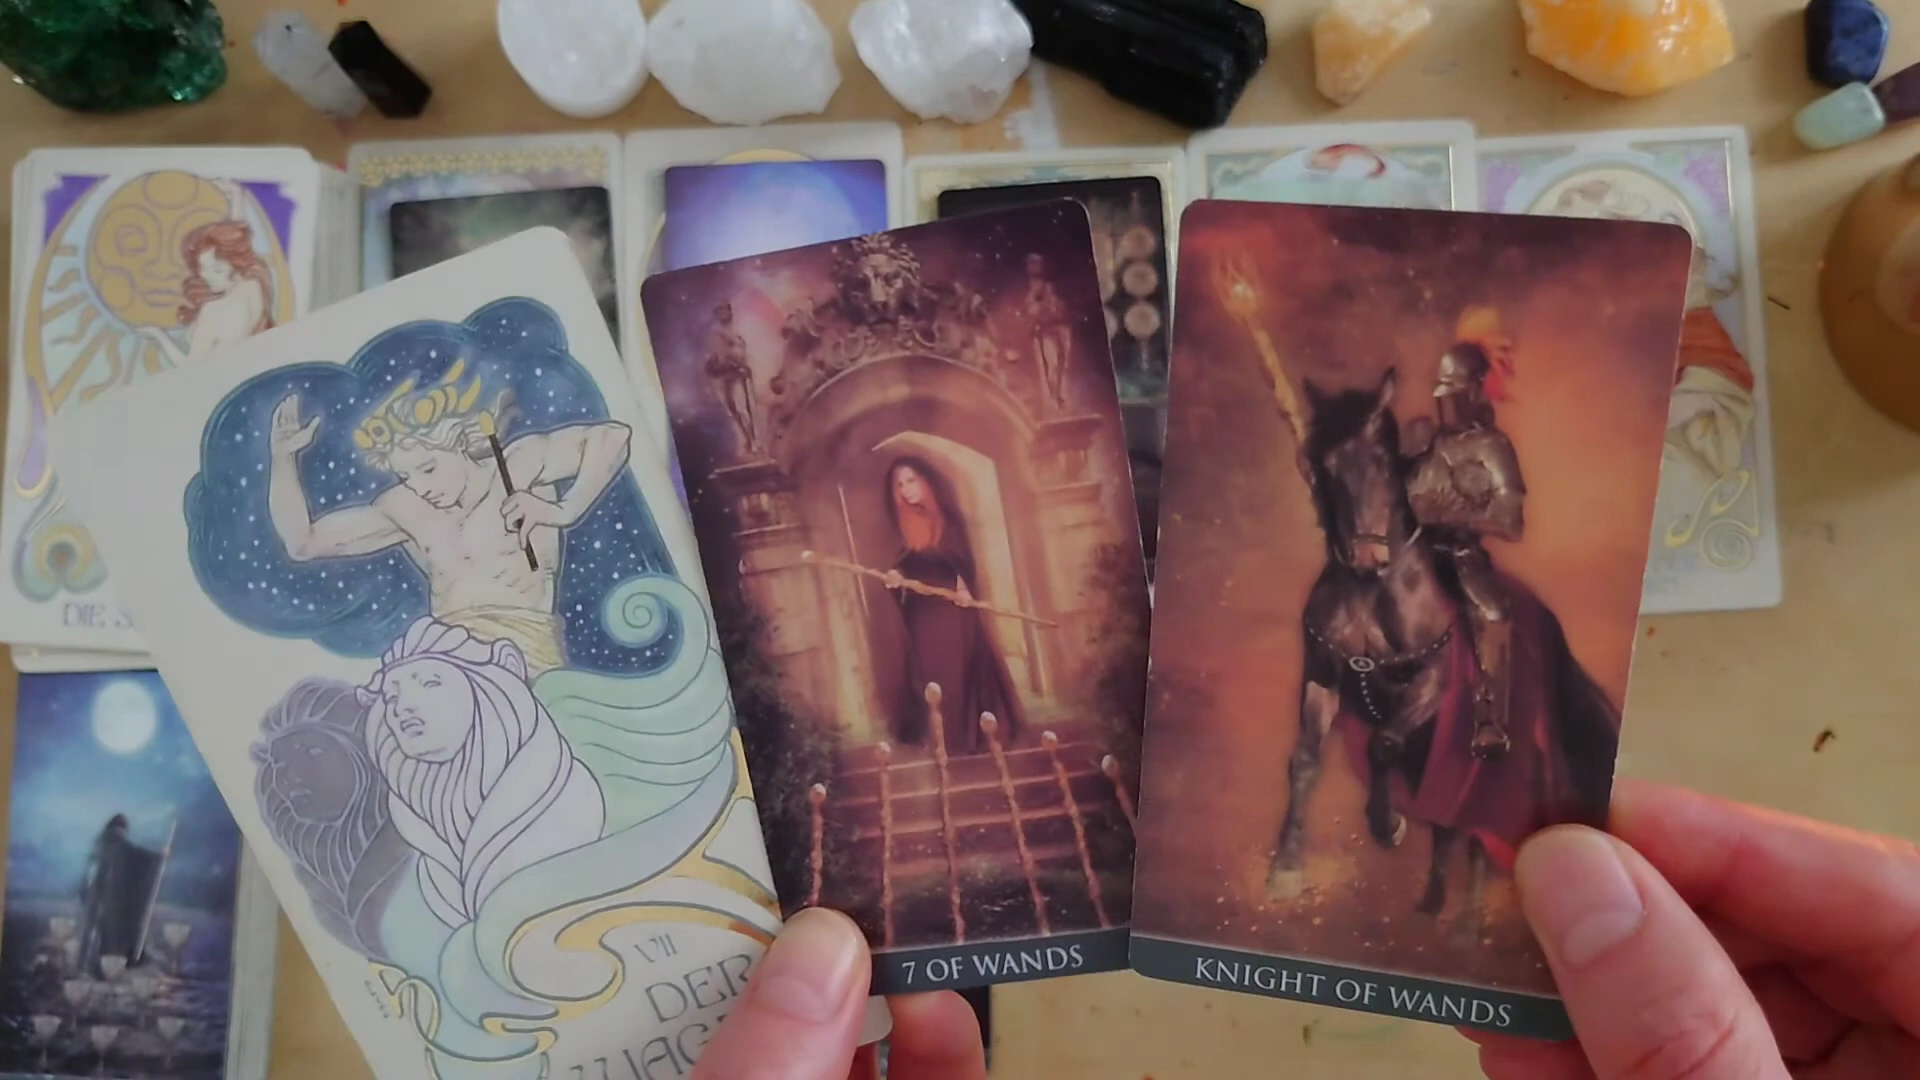 DIE
VII
DER
7 OF WANDS
KNIGHT OF WANDS